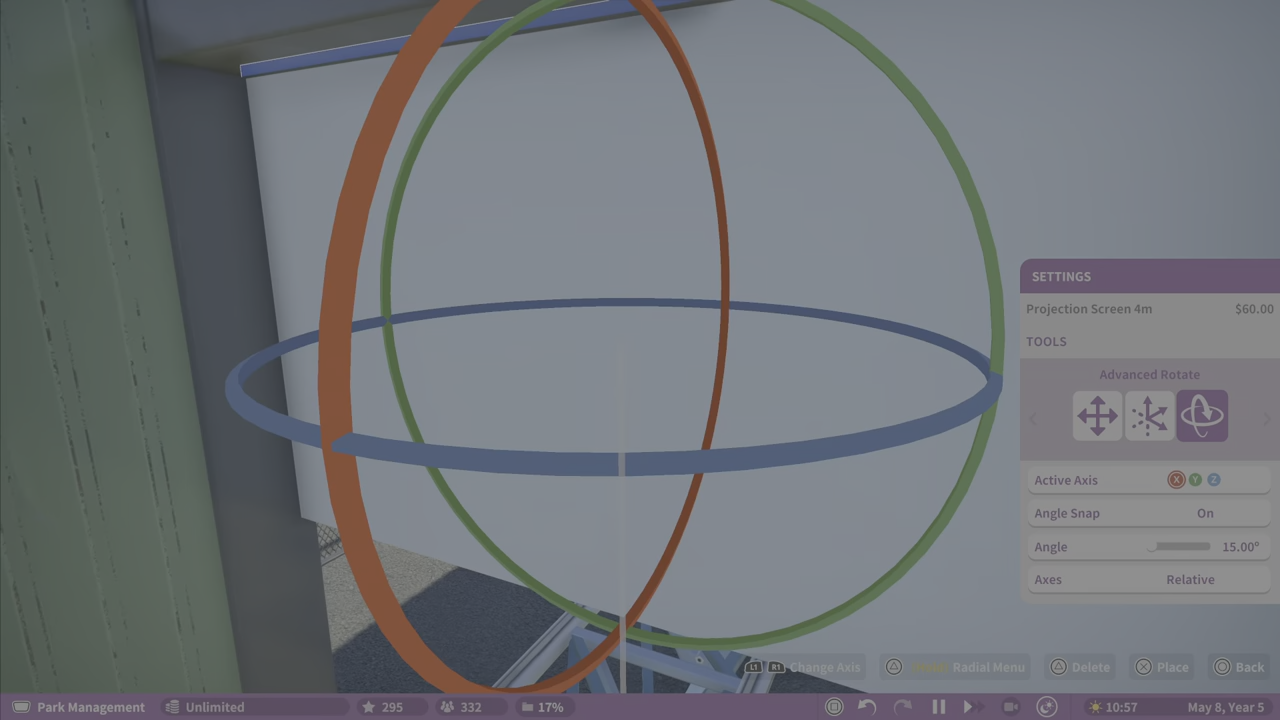 SETTINGS
Projection Screen 4m $60.00
TOOLS
Advanced Rotate
Active Axis X Y Z
Angle Snap On
Angle 15.00°
Axes Relative
L1 R1 Change Axis
(Hold) Radial Menu
Delete
Place
Back
Park Management
Unlimited
295
332
17%
10:57
May 8, Year 5